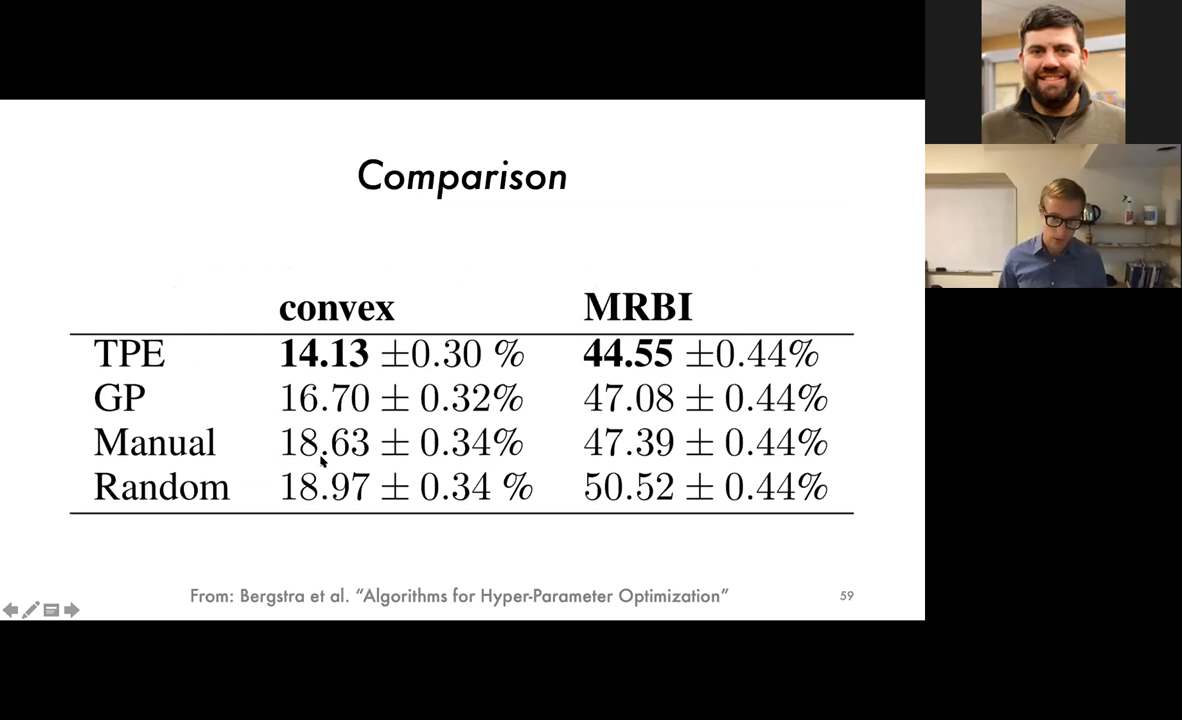 Comparison
convex MRBI
TPE 14.13 ±0.30 % 44.55 ±0.44%
GP 16.70 ± 0.32% 47.08 ± 0.44%
Manual 18.63 ± 0.34% 47.39 ± 0.44%
Random 18.97 ± 0.34 % 50.52 ± 0.44%
From: Bergstra et al. “Algorithms for Hyper-Parameter Optimization” 59